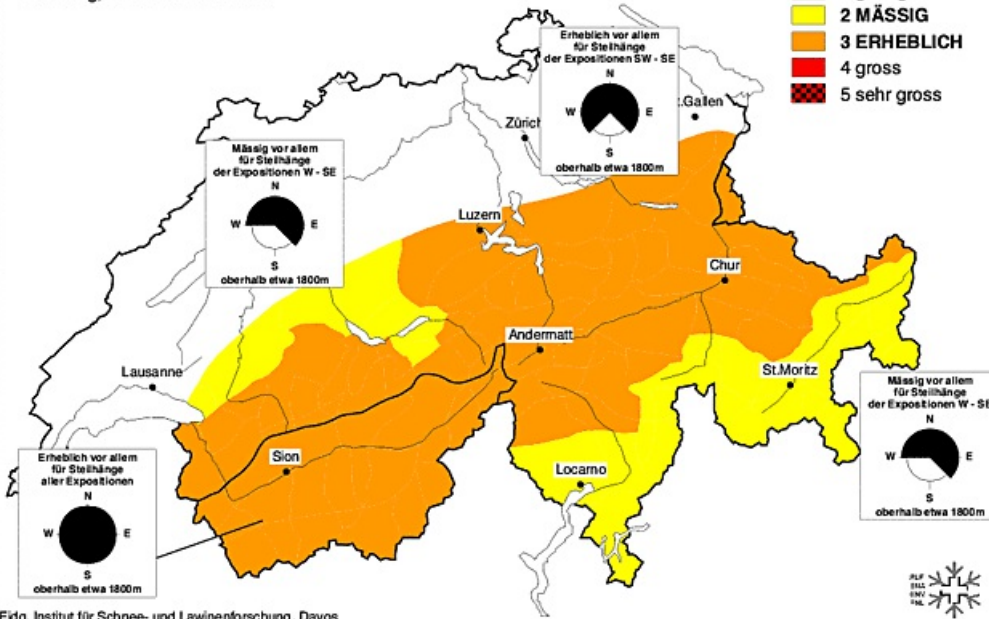 2 MÄSSIG
3 ERHEBLICH
4 gross
5 sehr gross
Erheblich vor allem
für Steilhänge
der Expositionen SW - SE
N
W E
S
oberhalb etwa 1800m
Zürich
.Gallen
Mässig vor allem
für Steilhänge
der Expositionen W - SE
N
W E
S
oberhalb etwa 1800m
Luzern
Chur
Andermatt
Lausanne
St.Moritz
Mässig vor allem
für Steilhänge
der Expositionen W - SE
N
W E
S
oberhalb etwa 1800m
Sion
Locarno
Erheblich vor allem
für Steilhänge
aller Expositionen
N
W E
S
oberhalb etwa 1800m
Eidg. Institut für Schnee- und Lawinenforschung, Davos